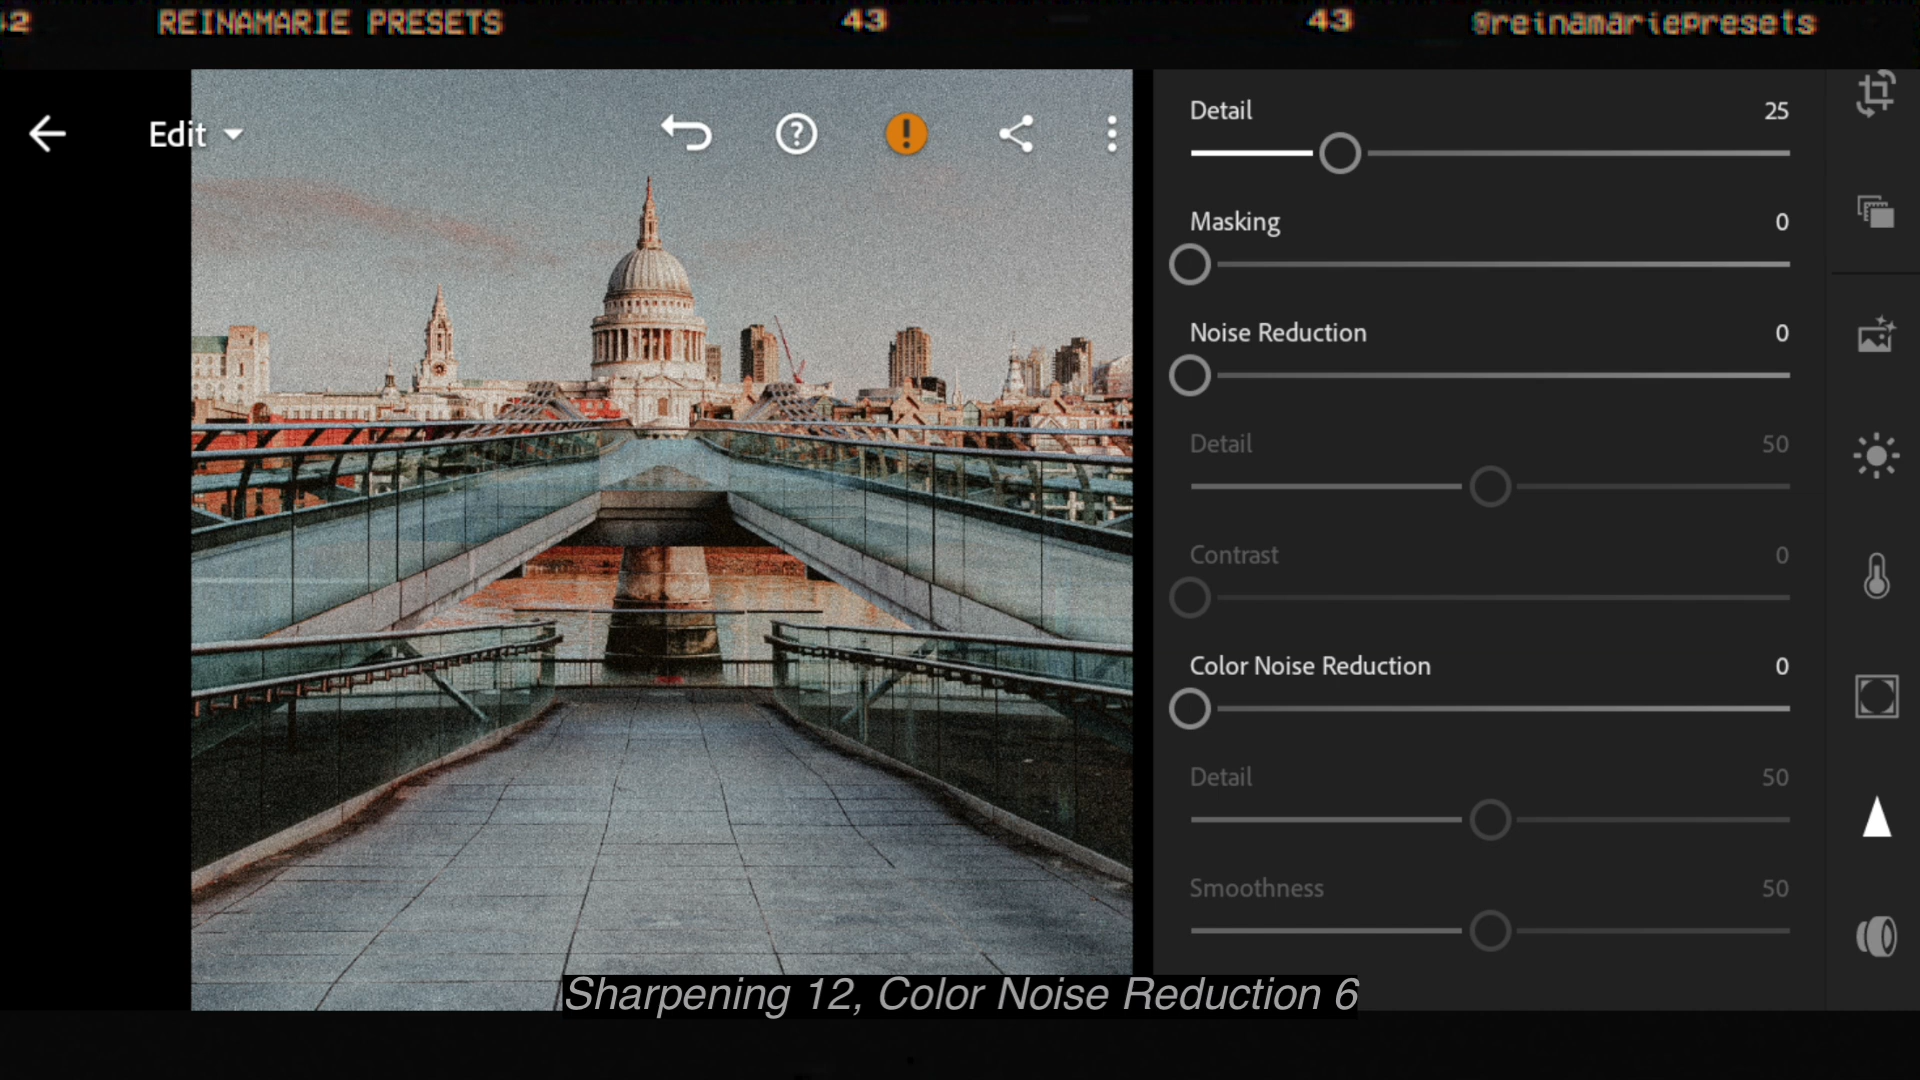 42 REINAMARIE PRESETS 43 43 @reinamariepresets
Edit
Detail 25
Masking 0
Noise Reduction 0
Detail 50
Contrast 0
Color Noise Reduction 0
Detail 50
Smoothness 50
Sharpening 12, Color Noise Reduction 6